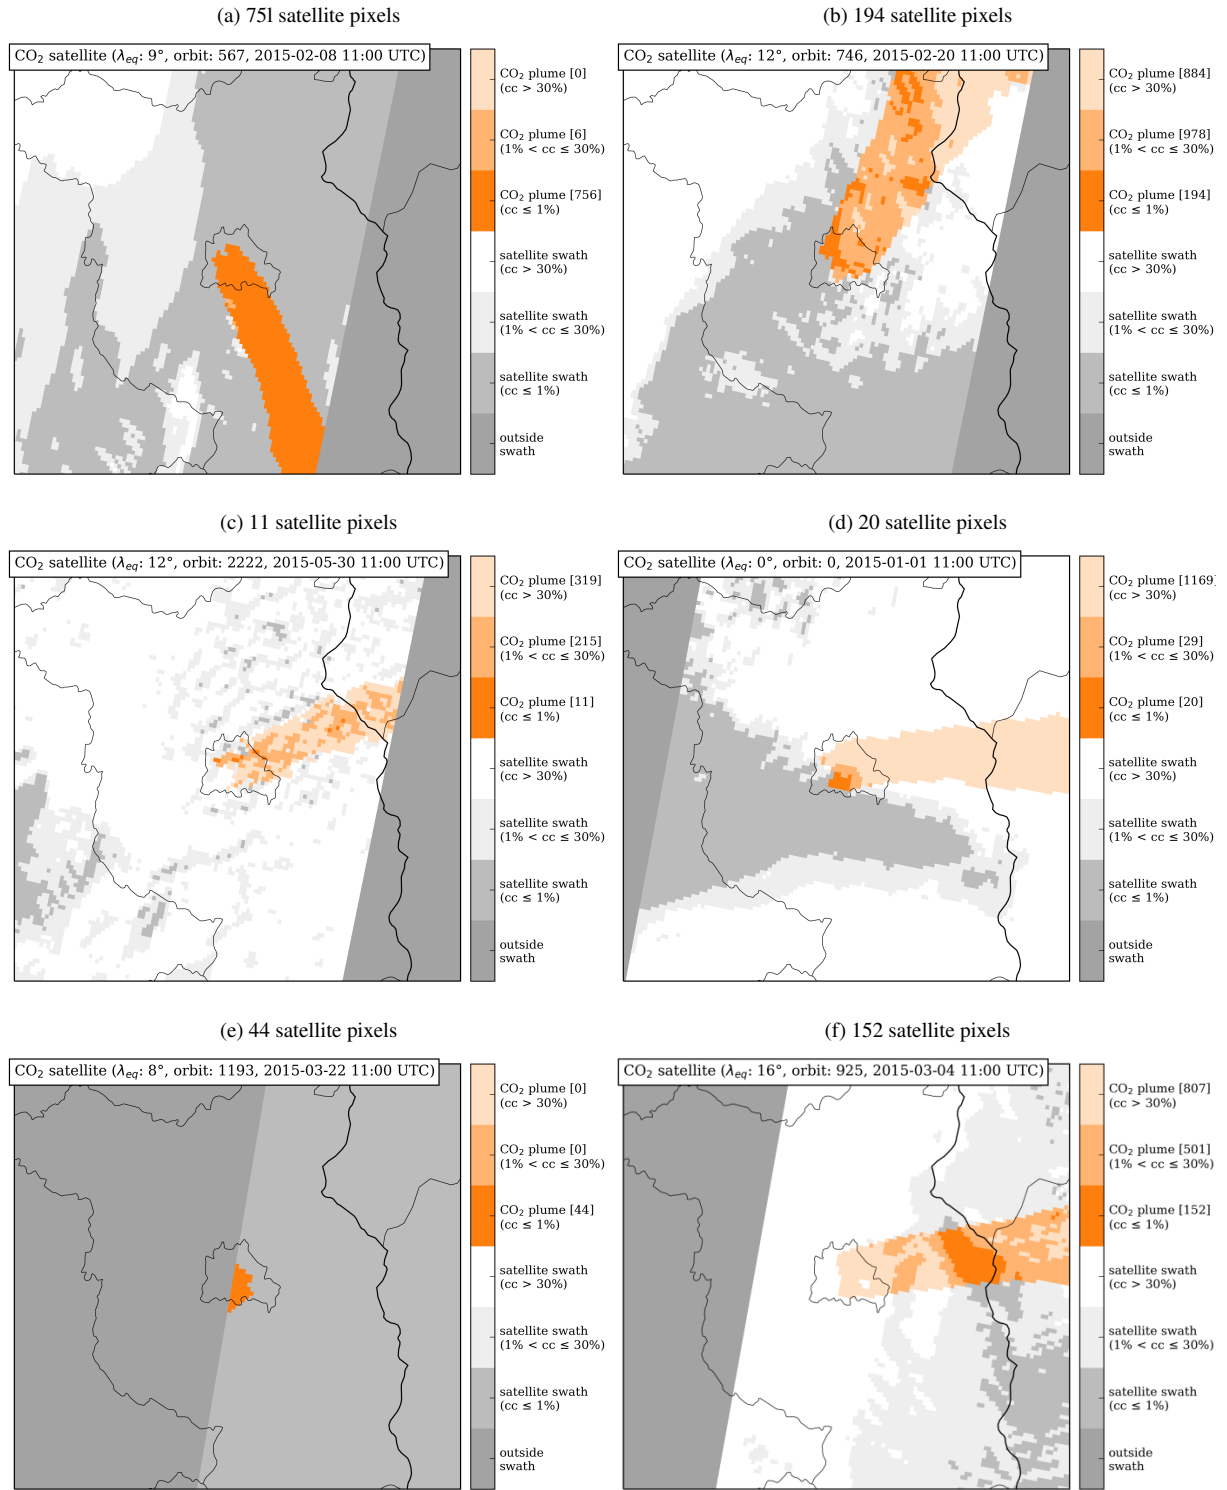 (a) 75l satellite pixels
CO₂ satellite (λeq: 9°, orbit: 567, 2015-02-08 11:00 UTC)
CO₂ plume [0]
(cc > 30%)
CO₂ plume [6]
(1% < cc ≤ 30%)
CO₂ plume [756]
(cc ≤ 1%)
satellite swath
(cc > 30%)
satellite swath
(1% < cc ≤ 30%)
satellite swath
(cc ≤ 1%)
outside
swath
(b) 194 satellite pixels
CO₂ satellite (λeq: 12°, orbit: 746, 2015-02-20 11:00 UTC)
CO₂ plume [884]
(cc > 30%)
CO₂ plume [978]
(1% < cc ≤ 30%)
CO₂ plume [194]
(cc ≤ 1%)
satellite swath
(cc > 30%)
satellite swath
(1% < cc ≤ 30%)
satellite swath
(cc ≤ 1%)
outside
swath
(c) 11 satellite pixels
CO₂ satellite (λeq: 12°, orbit: 2222, 2015-05-30 11:00 UTC)
CO₂ plume [319]
(cc > 30%)
CO₂ plume [215]
(1% < cc ≤ 30%)
CO₂ plume [11]
(cc ≤ 1%)
satellite swath
(cc > 30%)
satellite swath
(1% < cc ≤ 30%)
satellite swath
(cc ≤ 1%)
outside
swath
(d) 20 satellite pixels
CO₂ satellite (λeq: 0°, orbit: 0, 2015-01-01 11:00 UTC)
CO₂ plume [1169]
(cc > 30%)
CO₂ plume [29]
(1% < cc ≤ 30%)
CO₂ plume [20]
(cc ≤ 1%)
satellite swath
(cc > 30%)
satellite swath
(1% < cc ≤ 30%)
satellite swath
(cc ≤ 1%)
outside
swath
(e) 44 satellite pixels
CO₂ satellite (λeq: 8°, orbit: 1193, 2015-03-22 11:00 UTC)
CO₂ plume [0]
(cc > 30%)
CO₂ plume [0]
(1% < cc ≤ 30%)
CO₂ plume [44]
(cc ≤ 1%)
satellite swath
(cc > 30%)
satellite swath
(1% < cc ≤ 30%)
satellite swath
(cc ≤ 1%)
outside
swath
(f) 152 satellite pixels
CO₂ satellite (λeq: 16°, orbit: 925, 2015-03-04 11:00 UTC)
CO₂ plume [807]
(cc > 30%)
CO₂ plume [501]
(1% < cc ≤ 30%)
CO₂ plume [152]
(cc ≤ 1%)
satellite swath
(cc > 30%)
satellite swath
(1% < cc ≤ 30%)
satellite swath
(cc ≤ 1%)
outside
swath